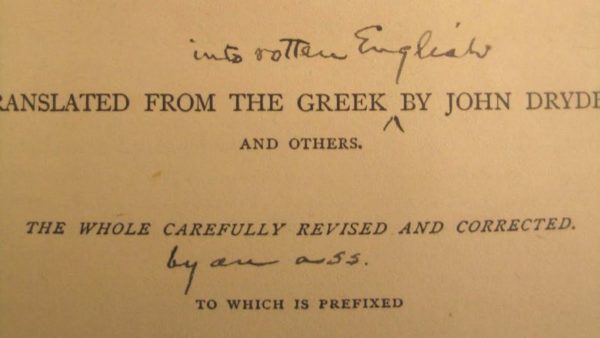 into rotten English
RANSLATED FROM THE GREEK ^ BY JOHN DRYDE
AND OTHERS.
THE WHOLE CAREFULLY REVISED AND CORRECTED.
by an ass.
TO WHICH IS PREFIXED